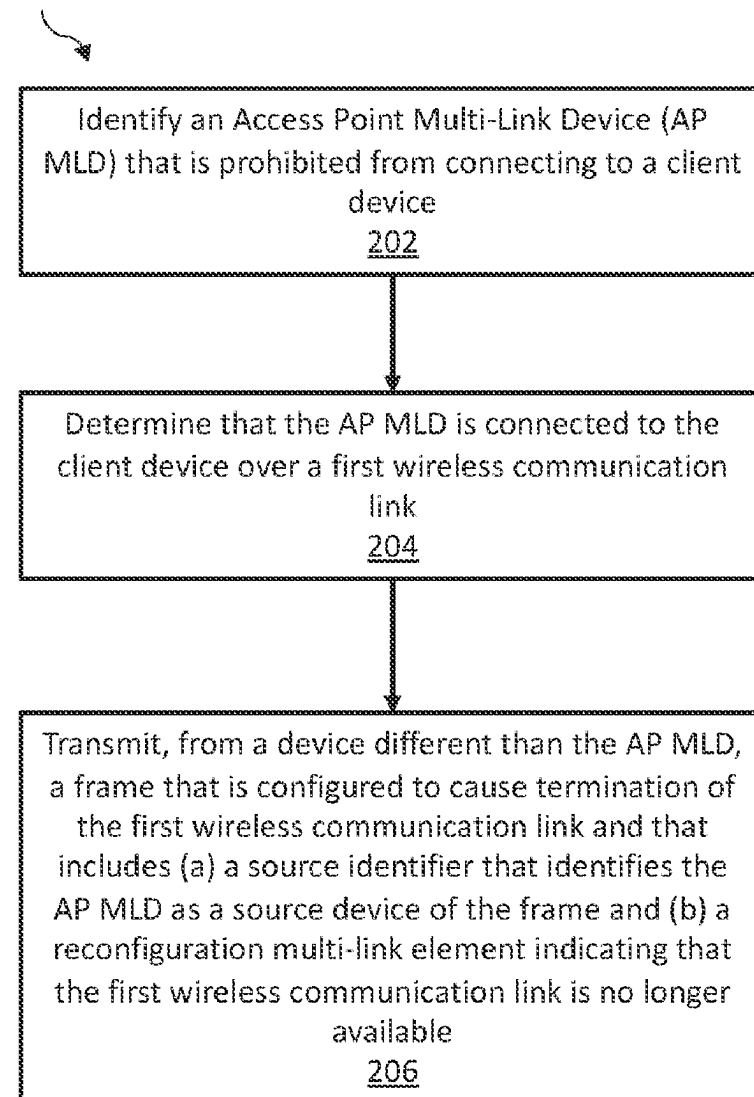 Identify an Access Point Multi-Link Device (AP
MLD) that is prohibited from connecting to a client
device
202
Determine that the AP MLD is connected to the
client device over a first wireless communication
link
204
Transmit, from a device different than the AP MLD,
a frame that is configured to cause termination of
the first wireless communication link and that
includes (a) a source identifier that identifies the
AP MLD as a source device of the frame and (b) a
reconfiguration multi-link element indicating that
the first wireless communication link is no longer
available
206